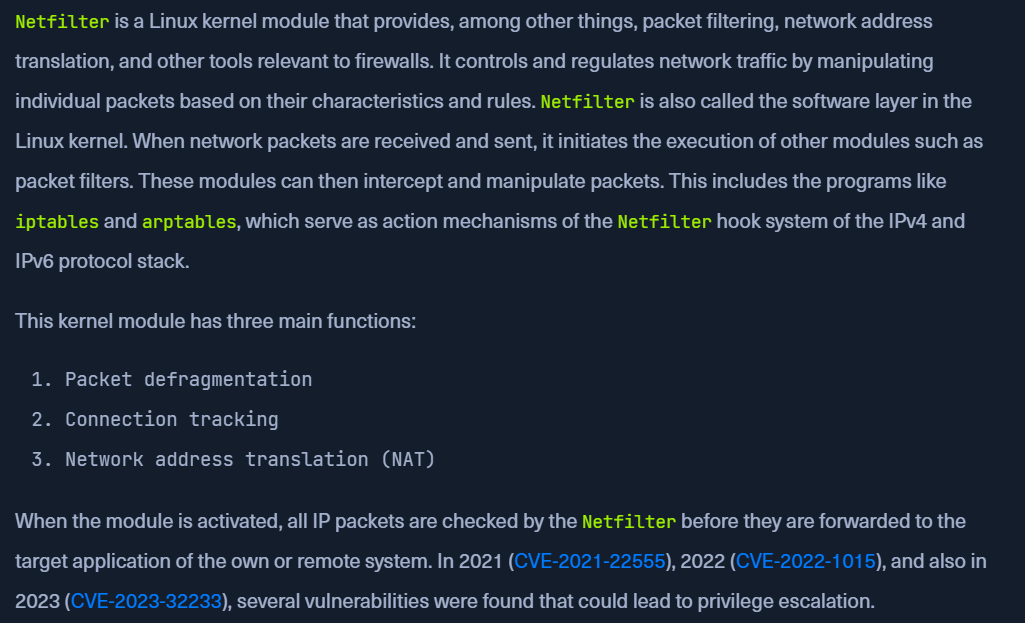 Netfilter is a Linux kernel module that provides, among other things, packet filtering, network address
translation, and other tools relevant to firewalls. It controls and regulates network traffic by manipulating
individual packets based on their characteristics and rules. Netfilter is also called the software layer in the
Linux kernel. When network packets are received and sent, it initiates the execution of other modules such as
packet filters. These modules can then intercept and manipulate packets. This includes the programs like
iptables and arptables, which serve as action mechanisms of the Netfilter hook system of the IPv4 and
IPv6 protocol stack.
This kernel module has three main functions:
1. Packet defragmentation
2. Connection tracking
3. Network address translation (NAT)
When the module is activated, all IP packets are checked by the Netfilter before they are forwarded to the
target application of the own or remote system. In 2021 (CVE-2021-22555), 2022 (CVE-2022-1015), and also in
2023 (CVE-2023-32233), several vulnerabilities were found that could lead to privilege escalation.